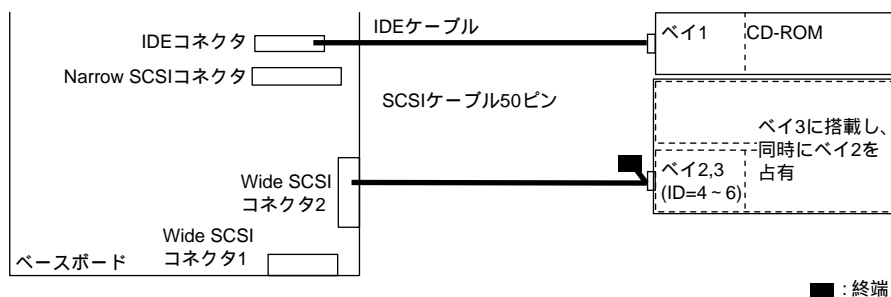 IDEケーブル
IDEコネクタ
ベイ1
CD-ROM
Narrow SCSIコネクタ
SCSIケーブル50ピン
ベイ3に搭載し、
同時にベイ2を
占有
Wide SCSI
コネクタ2
ベイ2,3
(ID=4~6)
Wide SCSI
コネクタ1
ベースボード
:終端